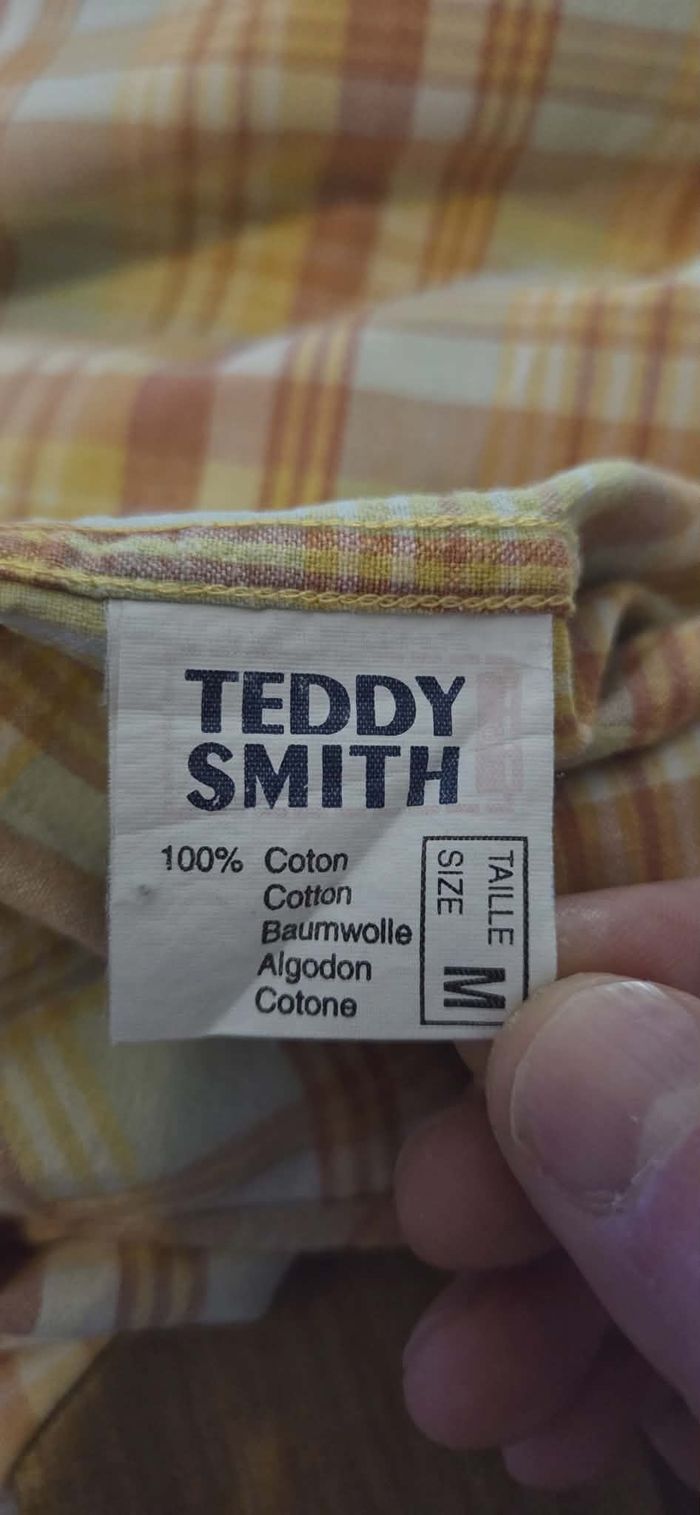 TEDDY
SMITH
100% Coton
Cotton
Baumwolle
Algodon
Cotone
TAILLE
SIZE
M